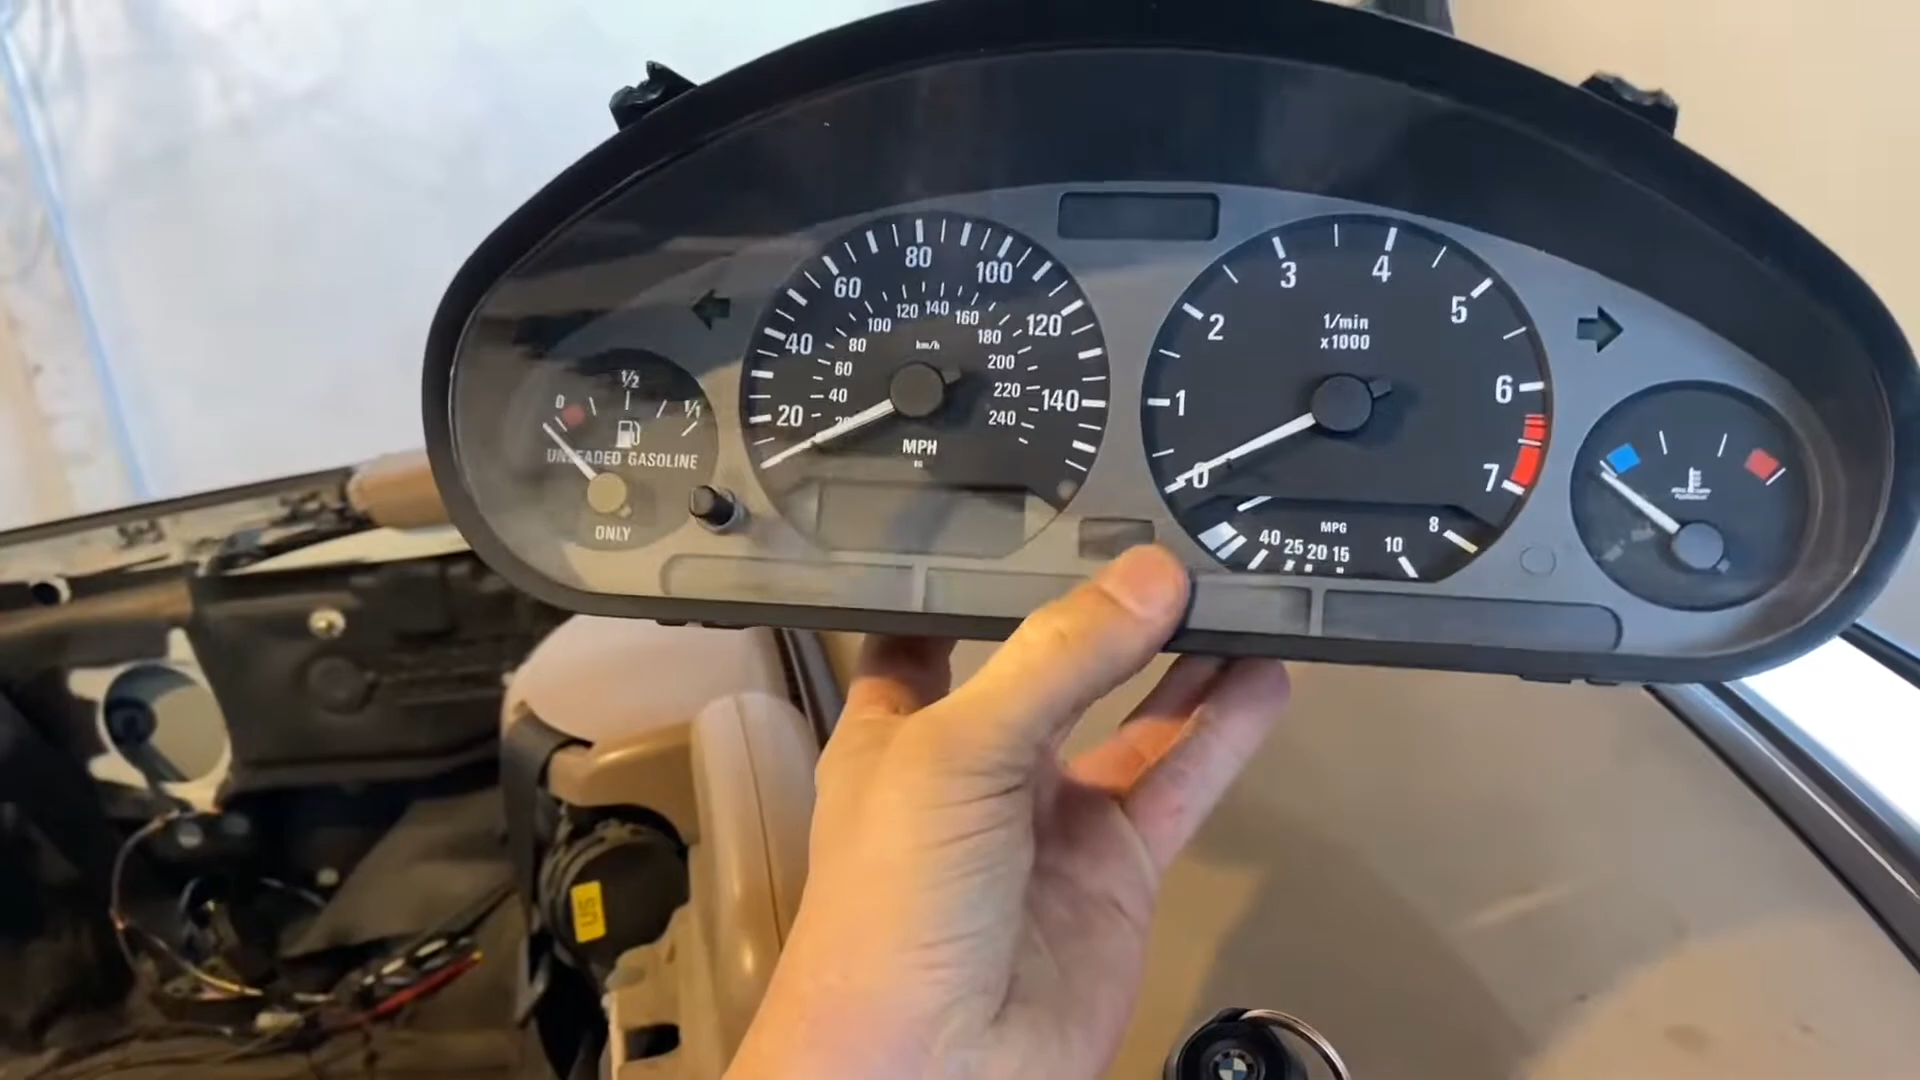 0 1/2 1/1
UNLEADED GASOLINE
ONLY
20 40 60 80 100 120 140
20 40 60 80 100 120 140 160 180 200 220 240
km/h
MPH
0 1 2 3 4 5 6 7
1/min
x1000
MPG
40 25 20 15 10 8
US
BMW